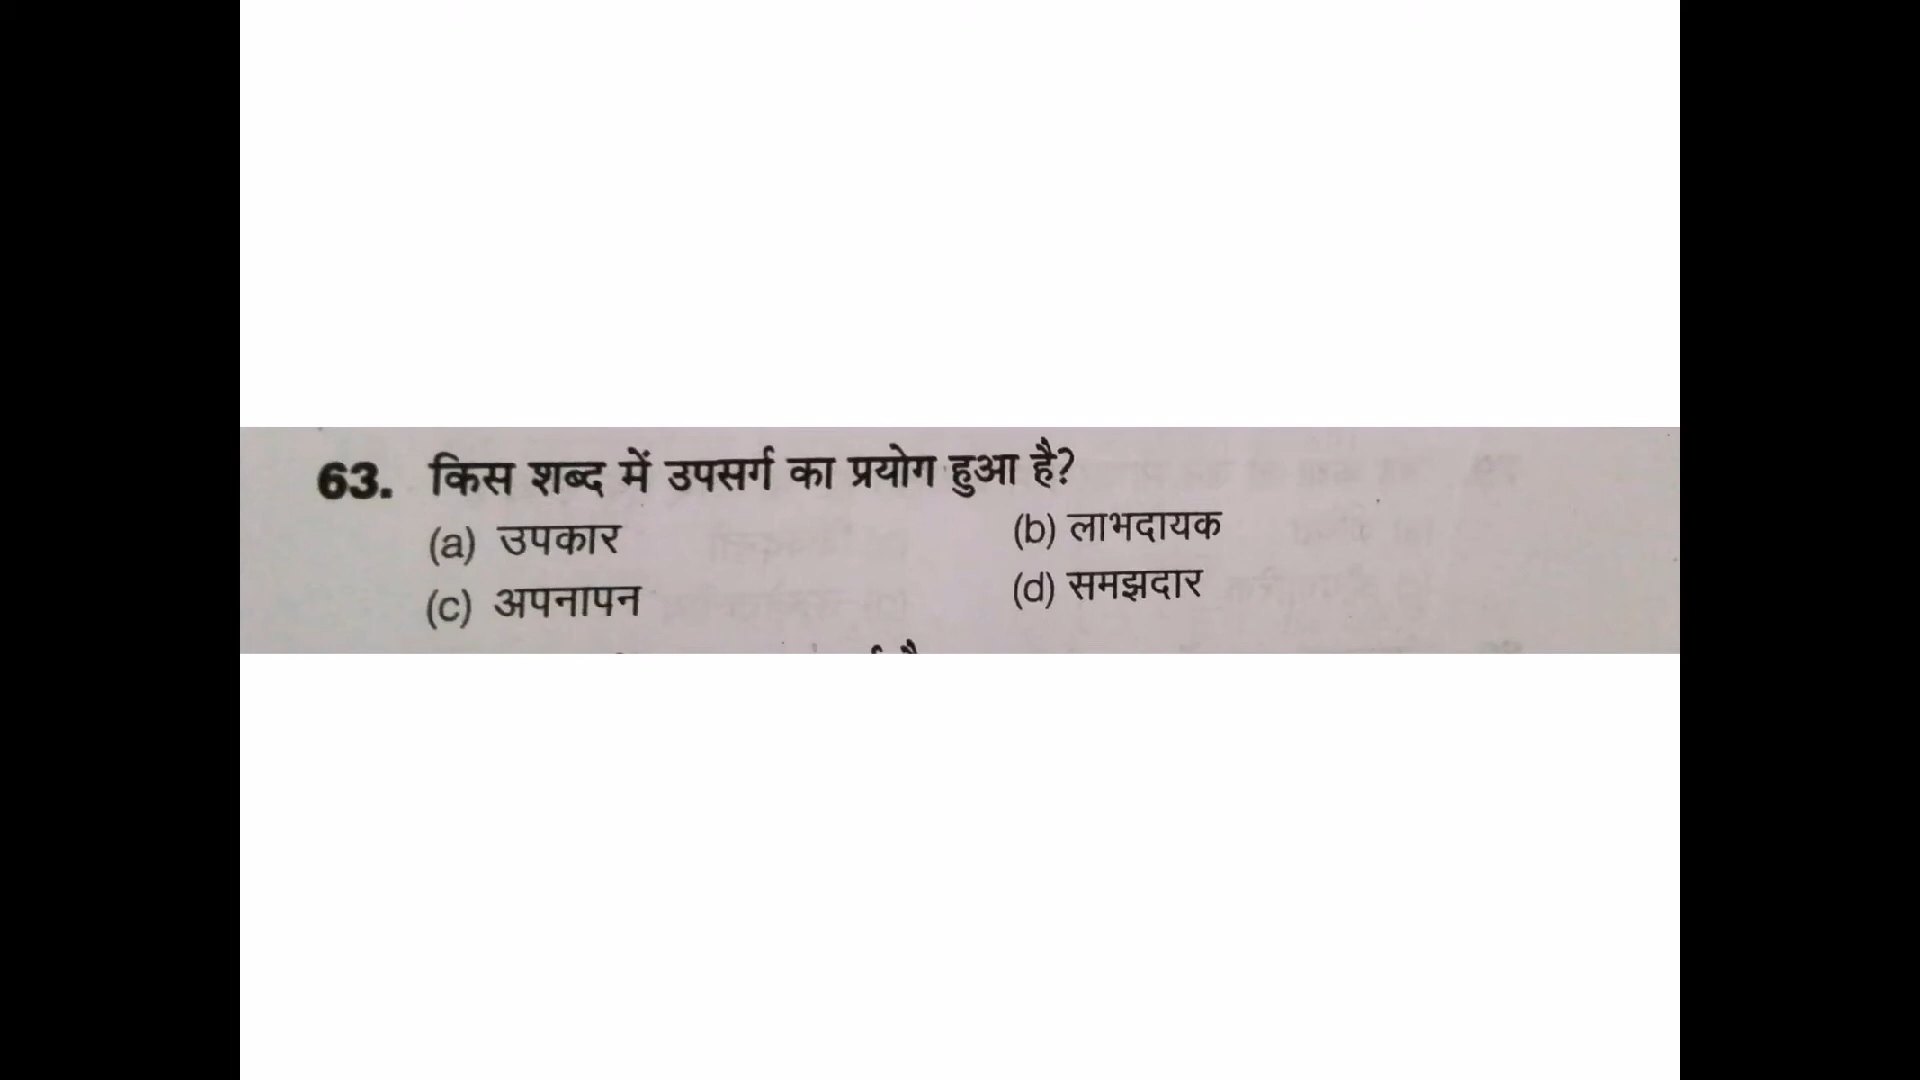 63. किस शब्द में उपसर्ग का प्रयोग हुआ है?
(a) उपकार (b) लाभदायक
(c) अपनापन (d) समझदार